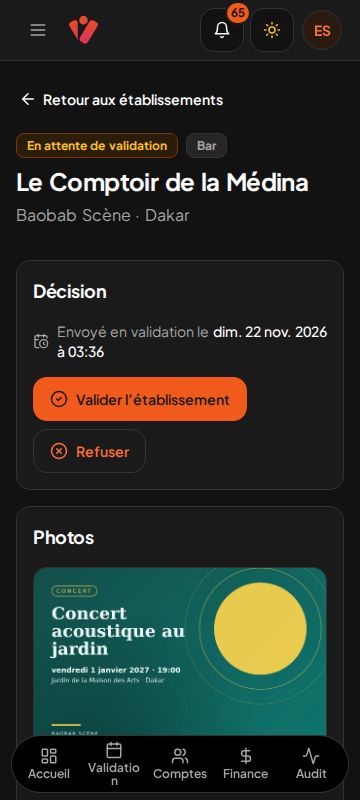 65
ES
Retour aux établissements
En attente de validation
Bar
Le Comptoir de la Médina
Baobab Scène · Dakar
Décision
Envoyé en validation le dim. 22 nov. 2026
à 03:36
Valider l'établissement
Refuser
Photos
CONCERT
Concert
acoustique au
jardin
vendredi 1 janvier 2027 · 19:00
Jardin de la Maison des Arts · Dakar
BAOBAB SCÈNE
Accueil
Validatio
n
Comptes
Finance
Audit